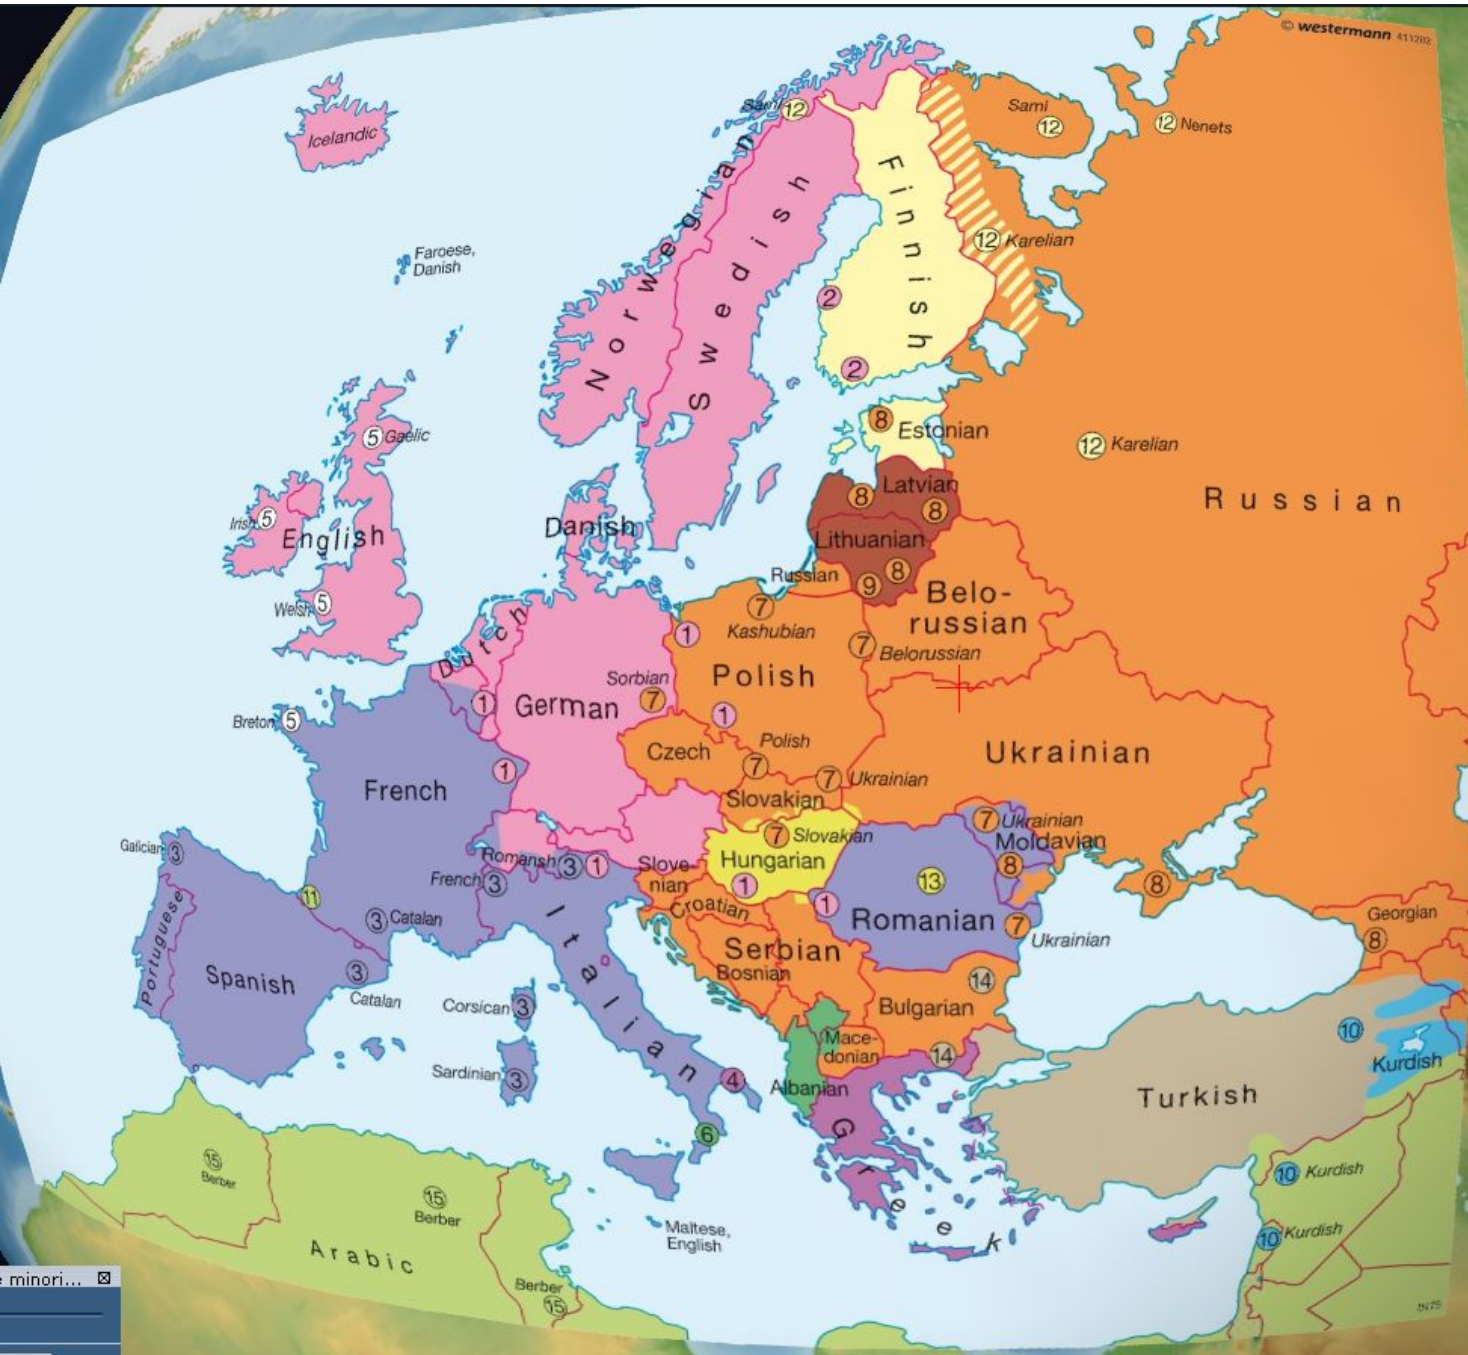 © westermann 411202
Icelandic
Sami
12
Sami
12
12 Nenets
Faroese,
Danish
Norwegian
Swedish
Finnish
12 Karelian
2
2
5 Gaelic
8
Estonian
12 Karelian
Russian
Irish 5
English
Danish
8
Latvian
8
Lithuanian
Russian
9
8
Welsh 5
Dutch
7
Kashubian
Belo-
russian
1
7
Belorussian
Sorbian
7
Polish
1
German
1
Breton 5
Czech
Polish
7
7 Ukrainian
Ukrainian
1
French
Slovakian
7 Slovakian
7 Ukrainian
Moldavian
Galician 3
Romansh 3 1
Hungarian
Slove-
nian
8
French 3
1
1
13
8
11
3 Catalan
Croatian
Romanian
7
Ukrainian
Georgian
8
Portuguese
Spanish
3
Catalan
Italian
Serbian
Bosnian
14
Corsican 3
Bulgarian
Mace-
donian
14
10
Kurdish
Sardinian 3
4
Albanian
Turkish
6
Greek
15
Berber
15
Berber
10 Kurdish
Maltese,
English
10 Kurdish
Arabic
Berber
15
e minori...